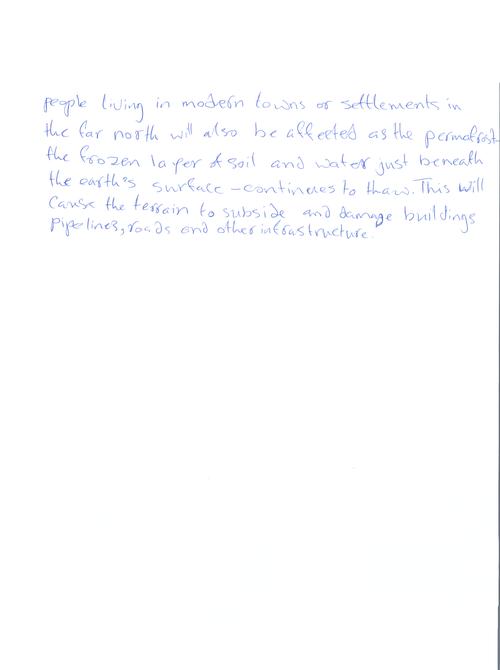 people living in modern towns or settlements in
the far north will also be affected as the permafrost
the frozen layer of soil and water just beneath
the earth's surface - continues to thaw. This will
cause the terrain to subside and damage buildings
pipelines, roads and other infrastructure.